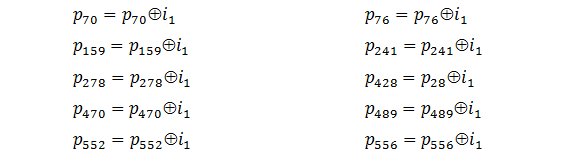 p₇₀ = p₇₀⊕i₁ p₇₆ = p₇₆⊕i₁
p₁₅₉ = p₁₅₉⊕i₁ p₂₄₁ = p₂₄₁⊕i₁
p₂₇₈ = p₂₇₈⊕i₁ p₄₂₈ = p₂₈⊕i₁
p₄₇₀ = p₄₇₀⊕i₁ p₄₈₉ = p₄₈₉⊕i₁
p₅₅₂ = p₅₅₂⊕i₁ p₅₅₆ = p₅₅₆⊕i₁